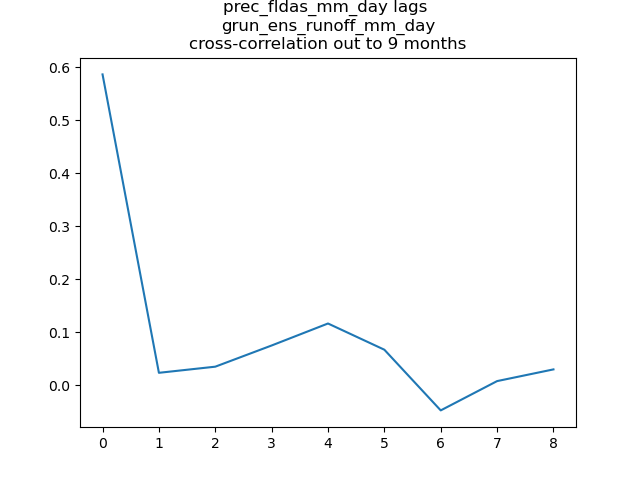 prec_fldas_mm_day lags
grun_ens_runoff_mm_day
cross-correlation out to 9 months
0.6
0.5
0.4
0.3
0.2
0.1
0.0
0 1 2 3 4 5 6 7 8